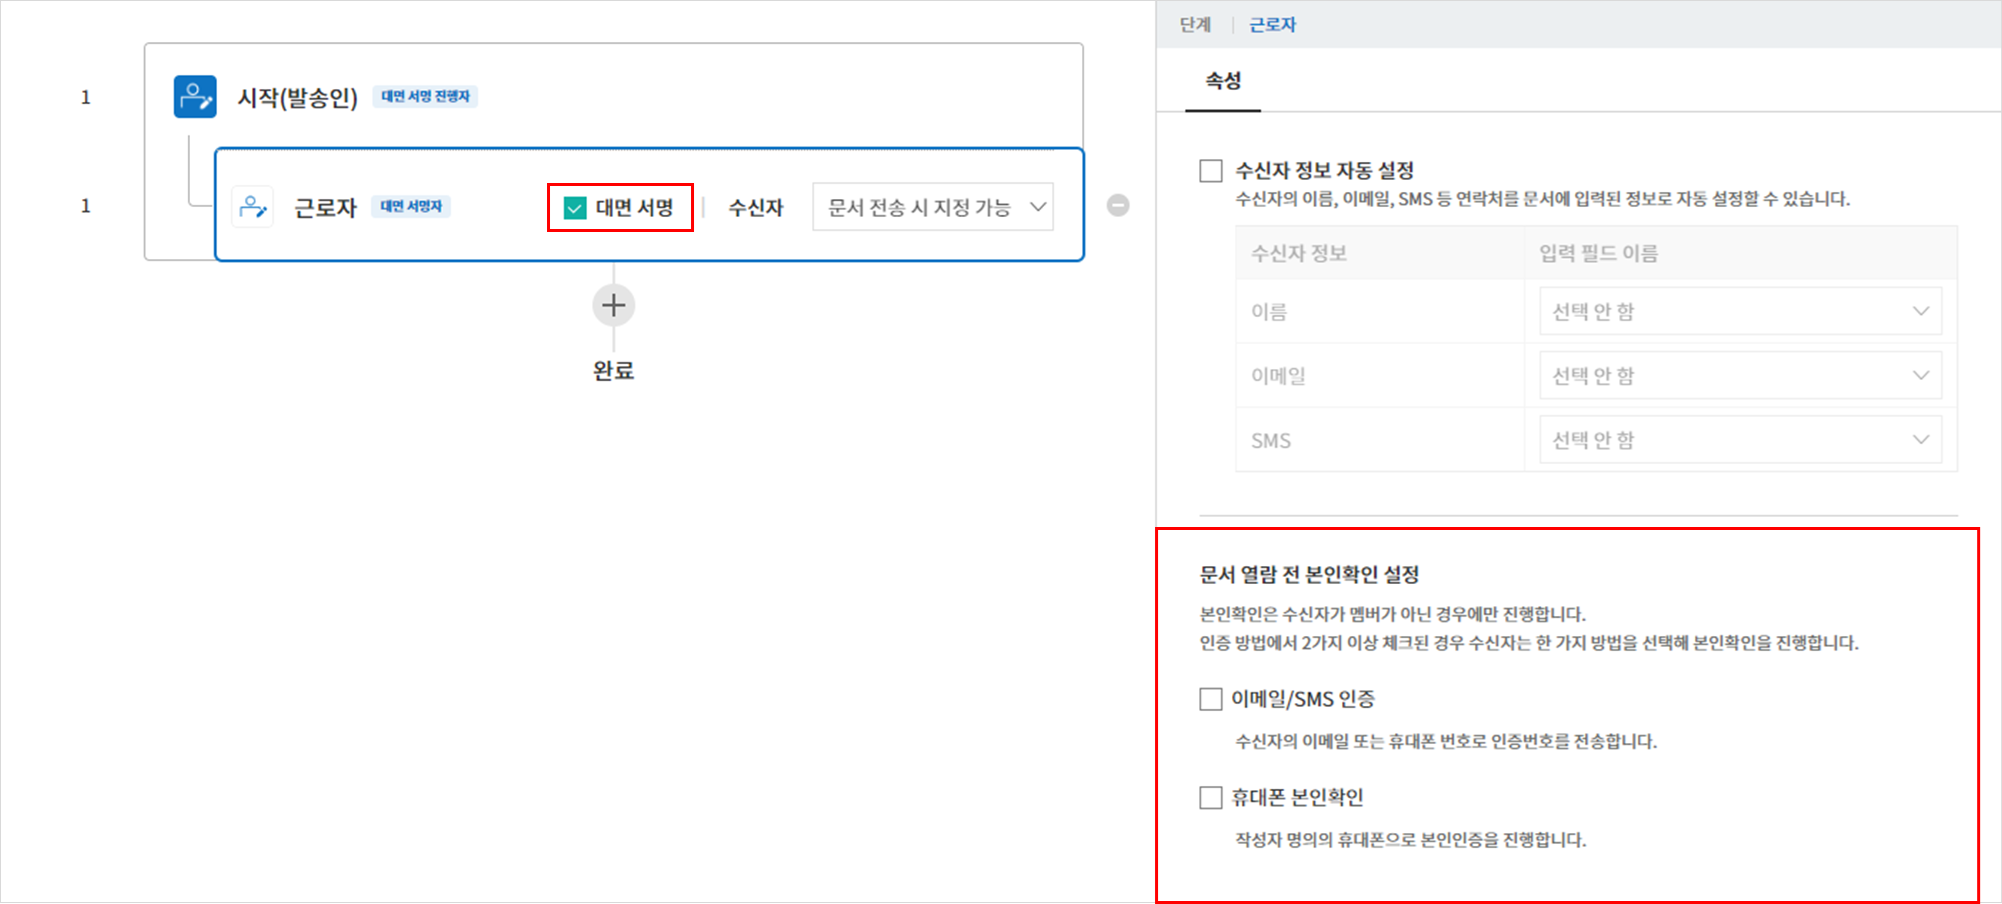 1
시작(발송인)
대면 서명 진행자
1
근로자
대면 서명자
대면 서명
수신자
문서 전송 시 지정 가능
완료
단계
근로자
속성
수신자 정보 자동 설정
수신자의 이름, 이메일, SMS 등 연락처를 문서에 입력된 정보로 자동 설정할 수 있습니다.
수신자 정보
입력 필드 이름
이름
선택 안 함
이메일
선택 안 함
SMS
선택 안 함
문서 열람 전 본인확인 설정
본인확인은 수신자가 멤버가 아닌 경우에만 진행합니다.
인증 방법에서 2가지 이상 체크된 경우 수신자는 한 가지 방법을 선택해 본인확인을 진행합니다.
이메일/SMS 인증
수신자의 이메일 또는 휴대폰 번호로 인증번호를 전송합니다.
휴대폰 본인확인
작성자 명의의 휴대폰으로 본인인증을 진행합니다.